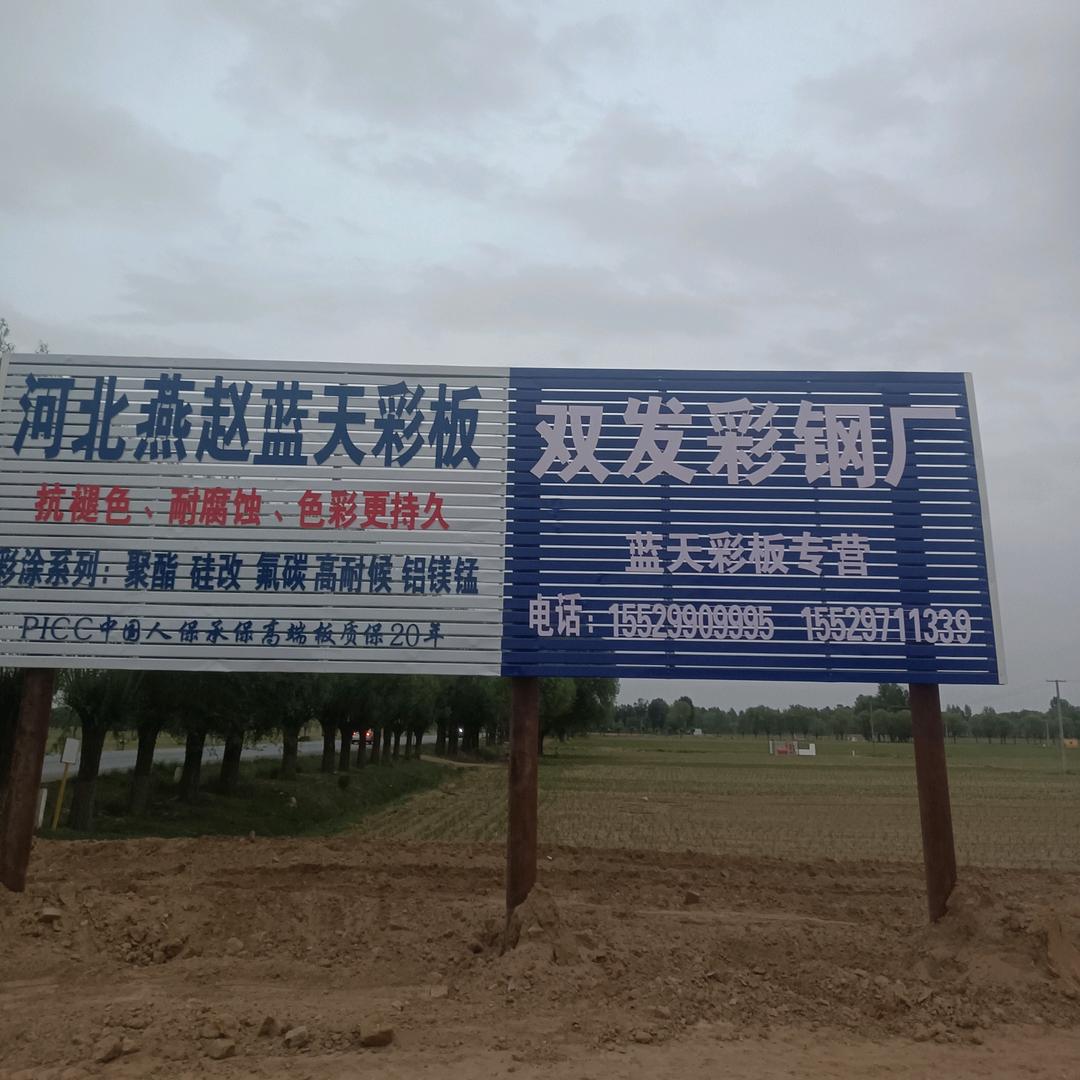 河北燕赵蓝天彩板
抗褪色、耐腐蚀、色彩更持久
彩涂系列：聚酯 硅改 氟碳 高耐候 铝镁锰
PICC中国人保承保高端板质保20年
双发彩钢厂
蓝天彩板专营
电话：15529909995 15529711339